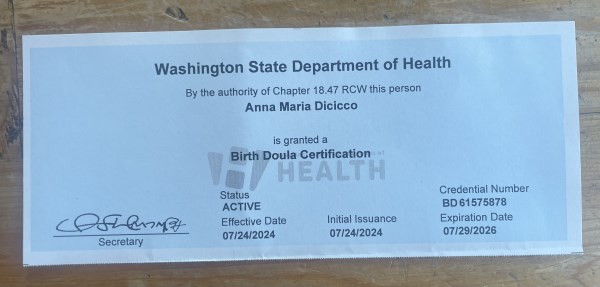 Washington State Department of Health
By the authority of Chapter 18.47 RCW this person
Anna Maria Dicicco
is granted a
Birth Doula Certification
HEALTH
Status
ACTIVE
Credential Number
BD 61575878
Effective Date
07/24/2024
Initial Issuance
07/24/2024
Expiration Date
07/29/2026
Secretary